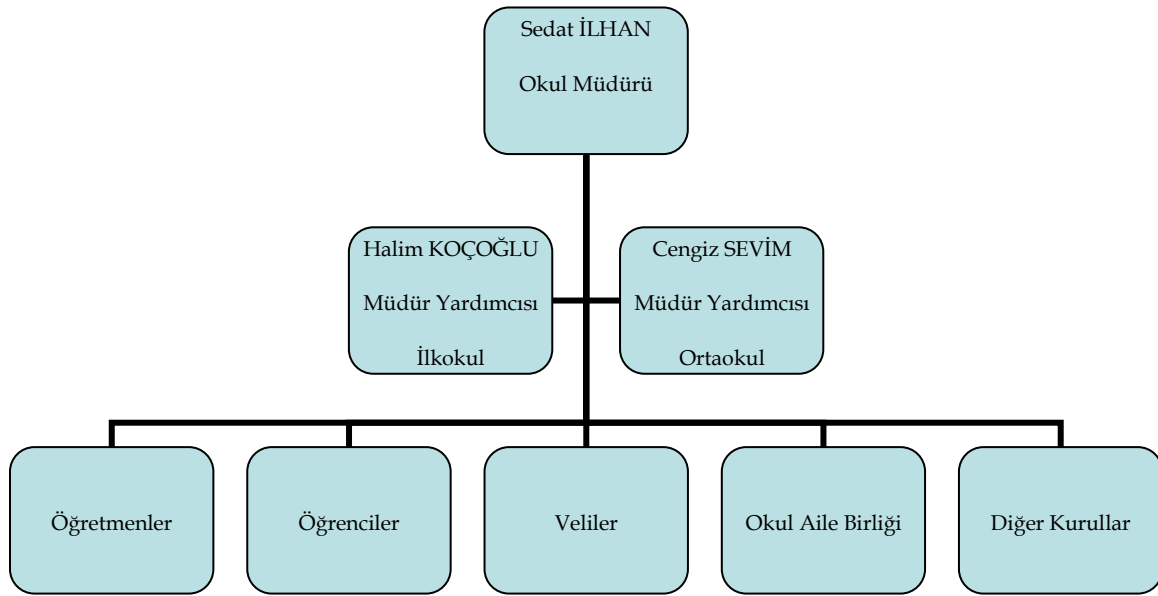 Sedat İLHAN
Okul Müdürü
Halim KOÇOĞLU
Müdür Yardımcısı
İlkokul
Cengiz SEVİM
Müdür Yardımcısı
Ortaokul
Öğretmenler
Öğrenciler
Veliler
Okul Aile Birliği
Diğer Kurullar